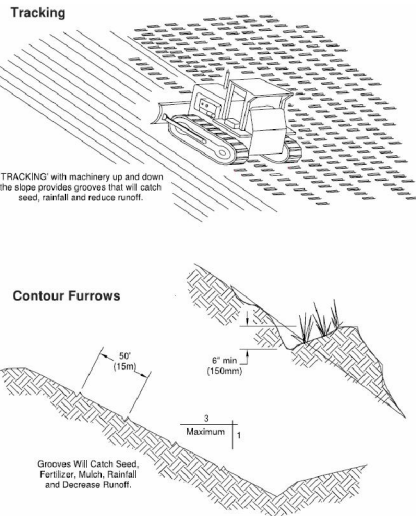 Tracking
TRACKING' with machinery up and down
the slope provides grooves that will catch
seed, rainfall and reduce runoff.
Contour Furrows
6" min
(150mm)
50'
(15m)
3
Maximum
1
Grooves Will Catch Seed,
Fertilizer, Mulch, Rainfall
and Decrease Runoff.